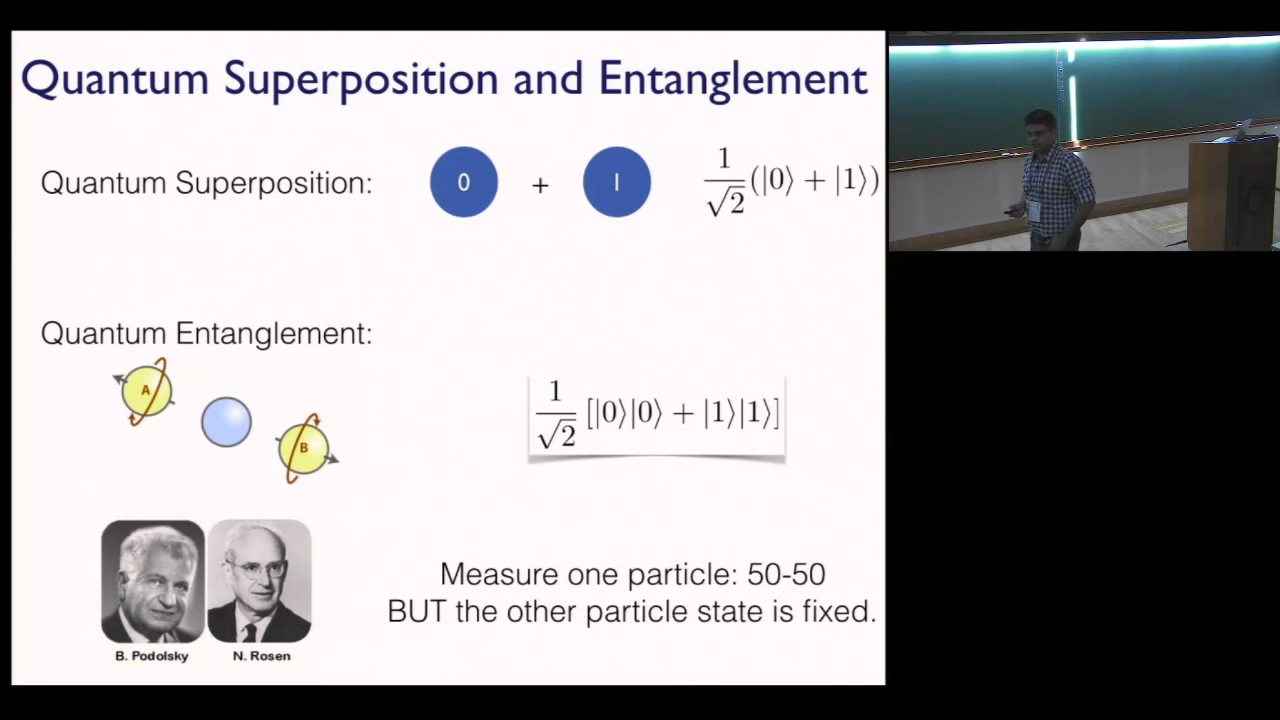 Quantum Superposition and Entanglement
Quantum Superposition: 0 + 1 1/√2 (|0⟩ + |1⟩)
Quantum Entanglement:
A
B
1/√2 [|0⟩|0⟩ + |1⟩|1⟩]
Measure one particle: 50-50
BUT the other particle state is fixed.
B. Podolsky N. Rosen